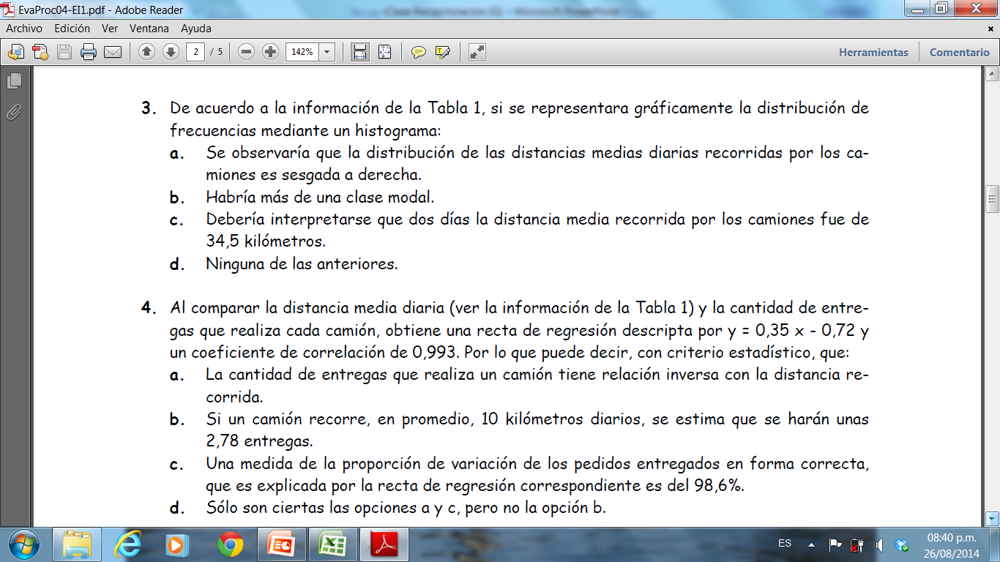 EvaProc04-EI1.pdf - Adobe Reader
Archivo Edición Ver Ventana Ayuda
2 / 5 142% Herramientas Comentario
3. De acuerdo a la información de la Tabla 1, si se representara gráficamente la distribución de
frecuencias mediante un histograma:
a. Se observaría que la distribución de las distancias medias diarias recorridas por los ca-
miones es sesgada a derecha.
b. Habría más de una clase modal.
c. Debería interpretarse que dos días la distancia media recorrida por los camiones fue de
34,5 kilómetros.
d. Ninguna de las anteriores.
4. Al comparar la distancia media diaria (ver la información de la Tabla 1) y la cantidad de entre-
gas que realiza cada camión, obtiene una recta de regresión descripta por y = 0,35 x - 0,72 y
un coeficiente de correlación de 0,993. Por lo que puede decir, con criterio estadístico, que:
a. La cantidad de entregas que realiza un camión tiene relación inversa con la distancia re-
corrida.
b. Si un camión recorre, en promedio, 10 kilómetros diarios, se estima que se harán unas
2,78 entregas.
c. Una medida de la proporción de variación de los pedidos entregados en forma correcta,
que es explicada por la recta de regresión correspondiente es del 98,6%.
d. Sólo son ciertas las opciones a y c, pero no la opción b.
ES 08:40 p.m.
26/08/2014